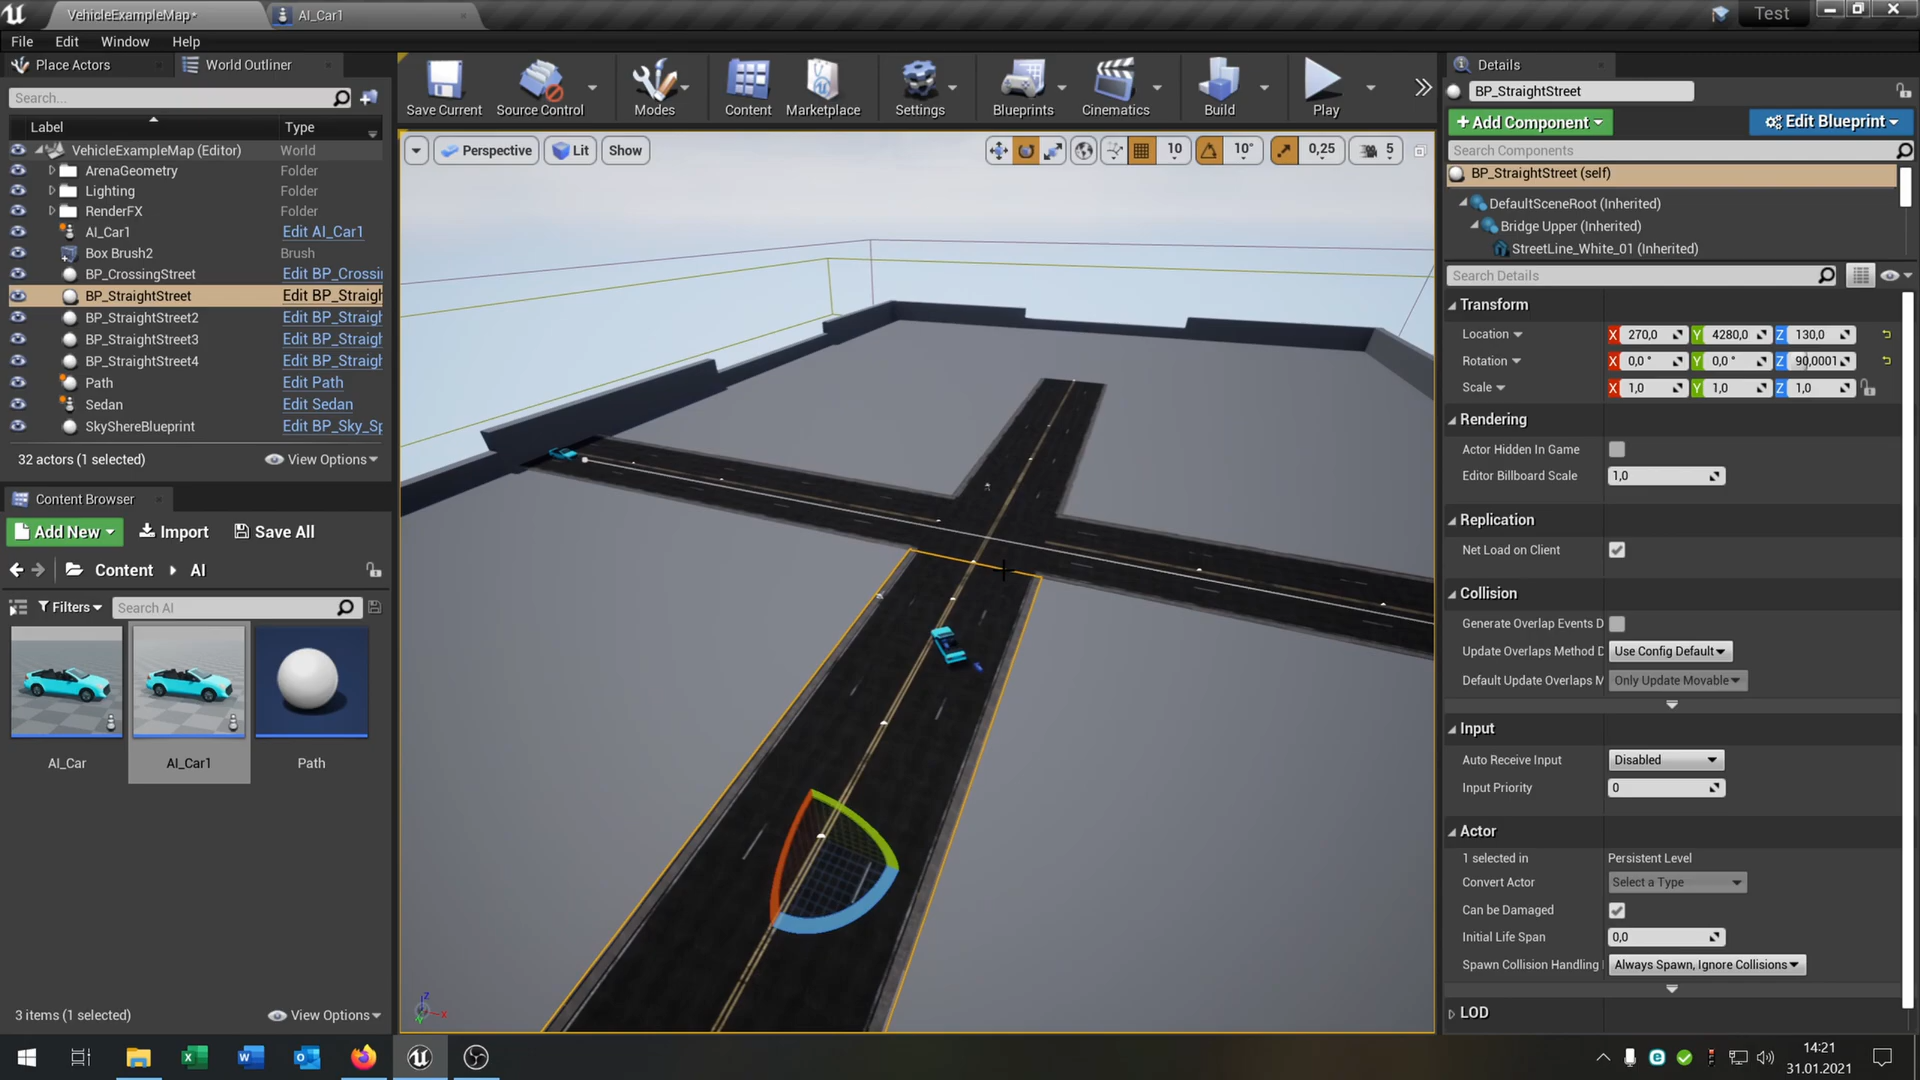 VehicleExampleMap*
AI_Car1
Test
File Edit Window Help
Place Actors
World Outliner
Search...
Label Type
VehicleExampleMap (Editor) World
ArenaGeometry Folder
Lighting Folder
RenderFX Folder
AI_Car1 Edit AI_Car1
Box Brush2 Brush
BP_CrossingStreet Edit BP_Crossi
BP_StraightStreet Edit BP_Straigh
BP_StraightStreet2 Edit BP_Straigh
BP_StraightStreet3 Edit BP_Straigh
BP_StraightStreet4 Edit BP_Straigh
Path Edit Path
Sedan Edit Sedan
SkyShereBlueprint Edit BP_Sky_Sp
32 actors (1 selected) View Options
Content Browser
Add New Import Save All
Content AI
Filters Search AI
AI_Car AI_Car1 Path
3 items (1 selected) View Options
Save Current Source Control Modes Content Marketplace Settings Blueprints Cinematics Build Play
Perspective Lit Show 10 10° 0,25 5
Details
BP_StraightStreet
+Add Component Edit Blueprint
Search Components
BP_StraightStreet (self)
DefaultSceneRoot (Inherited)
Bridge Upper (Inherited)
StreetLine_White_01 (Inherited)
Search Details
Transform
Location X 270,0 Y 4280,0 Z 130,0
Rotation X 0,0 ° Y 0,0 ° Z 90,0001
Scale X 1,0 Y 1,0 Z 1,0
Rendering
Actor Hidden In Game
Editor Billboard Scale 1,0
Replication
Net Load on Client
Collision
Generate Overlap Events D
Update Overlaps Method D Use Config Default
Default Update Overlaps M Only Update Movable
Input
Auto Receive Input Disabled
Input Priority 0
Actor
1 selected in Persistent Level
Convert Actor Select a Type
Can be Damaged
Initial Life Span 0,0
Spawn Collision Handling Always Spawn, Ignore Collisions
LOD
Z X
14:21
31.01.2021